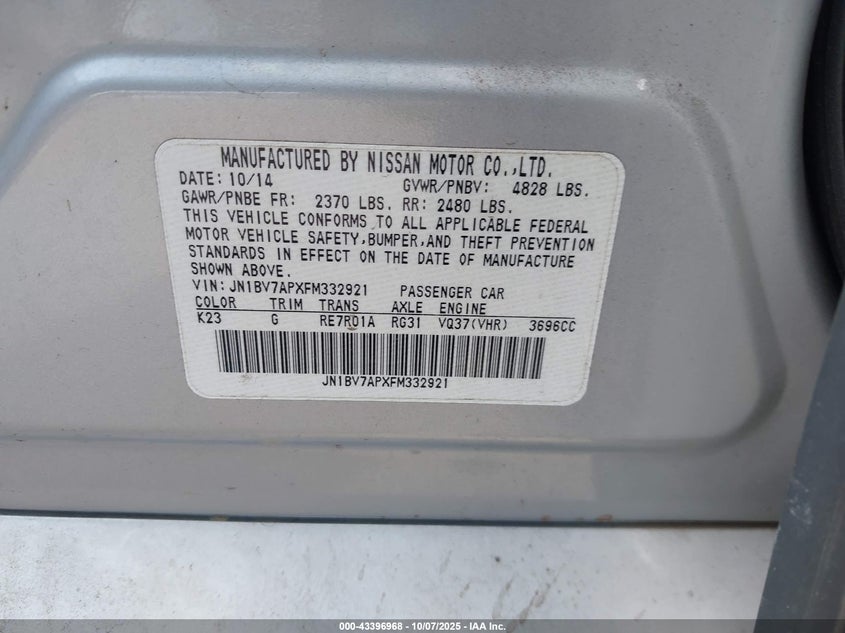 MANUFACTURED BY NISSAN MOTOR CO.,LTD.
DATE: 10/14 GVWR/PNBV: 4828 LBS.
GAWR/PNBE FR: 2370 LBS. RR: 2480 LBS.
THIS VEHICLE CONFORMS TO ALL APPLICABLE FEDERAL
MOTOR VEHICLE SAFETY,BUMPER,AND THEFT PREVENTION
STANDARDS IN EFFECT ON THE DATE OF MANUFACTURE
SHOWN ABOVE.
VIN: JN1BV7APXFM332921 PASSENGER CAR
COLOR TRIM TRANS AXLE ENGINE
K23 G RE7R01A RG31 VQ37(VHR) 3696CC
JN1BV7APXFM332921
000-43396968 - 10/07/2025 - IAA Inc.